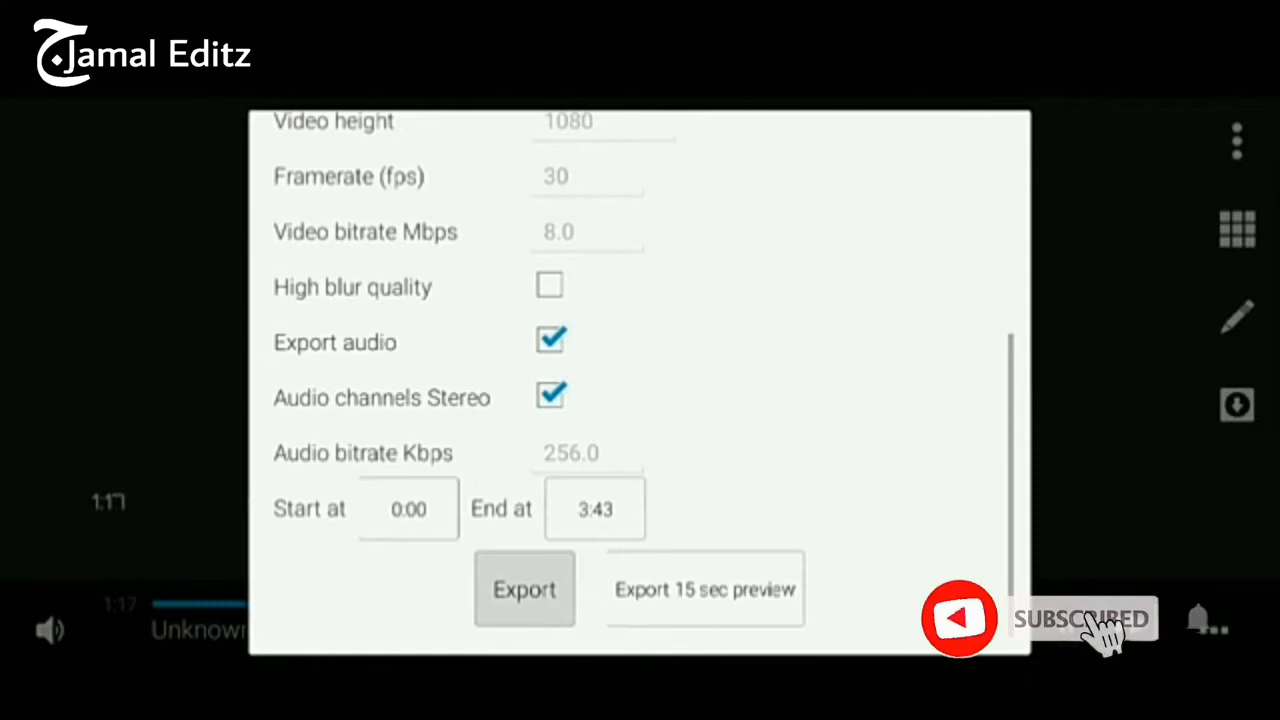 ج Jamal Editz
Video height 1080
Framerate (fps) 30
Video bitrate Mbps 8.0
High blur quality
Export audio
Audio channels Stereo
Audio bitrate Kbps 256.0
1:17
Start at 0:00 End at 3:43
Export Export 15 sec preview
1:17
Unknown
SUBSCRIBED